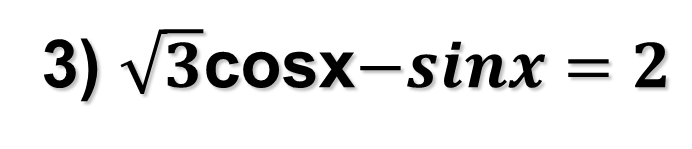 3) √3cosx−sinx = 2